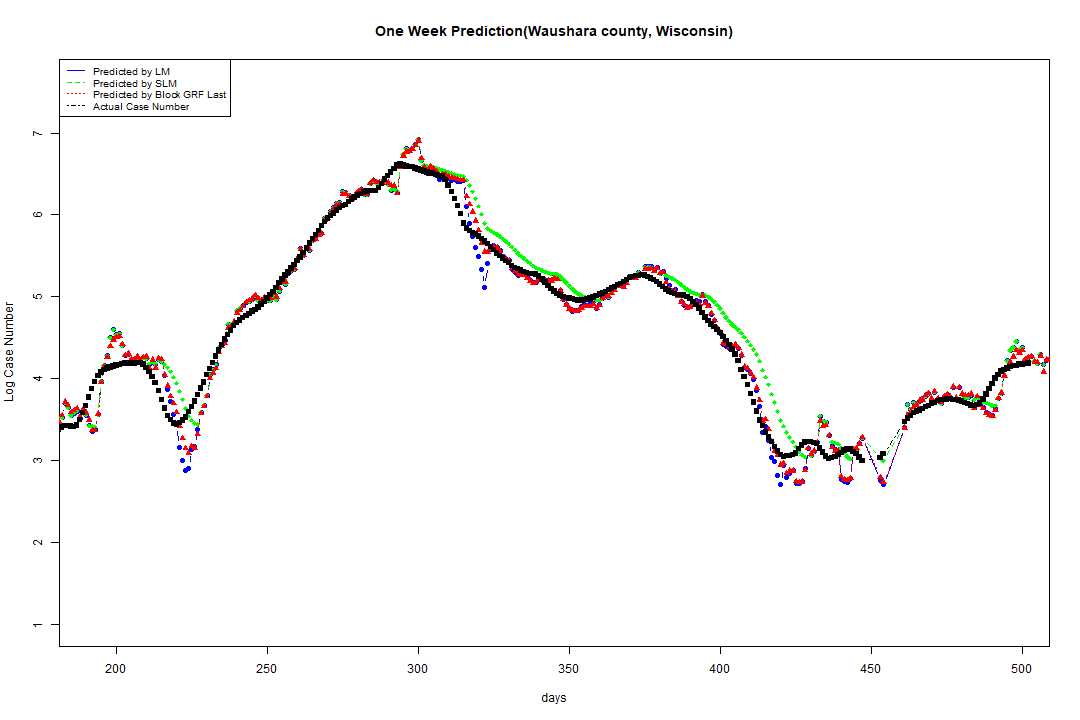 One Week Prediction(Waushara county, Wisconsin)
Predicted by LM
Predicted by SLM
Predicted by Block GRF Last
Actual Case Number
Log Case Number
7
6
5
4
3
2
1
200 250 300 350 400 450 500
days